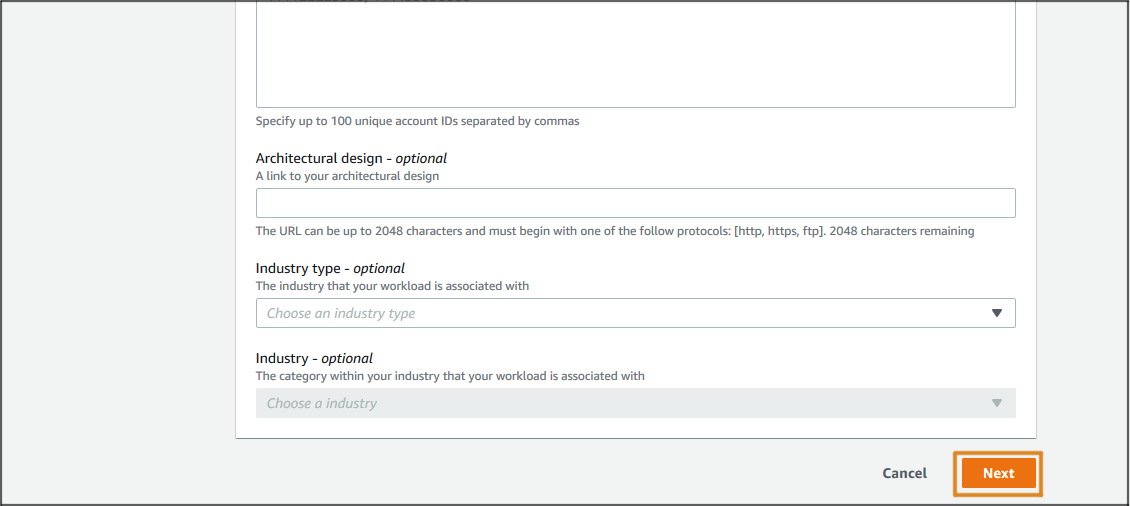 Specify up to 100 unique account IDs separated by commas
Architectural design - optional
A link to your architectural design
The URL can be up to 2048 characters and must begin with one of the follow protocols: [http, https, ftp]. 2048 characters remaining
Industry type - optional
The industry that your workload is associated with
Choose an industry type
Industry - optional
The category within your industry that your workload is associated with
Choose a industry
Cancel
Next